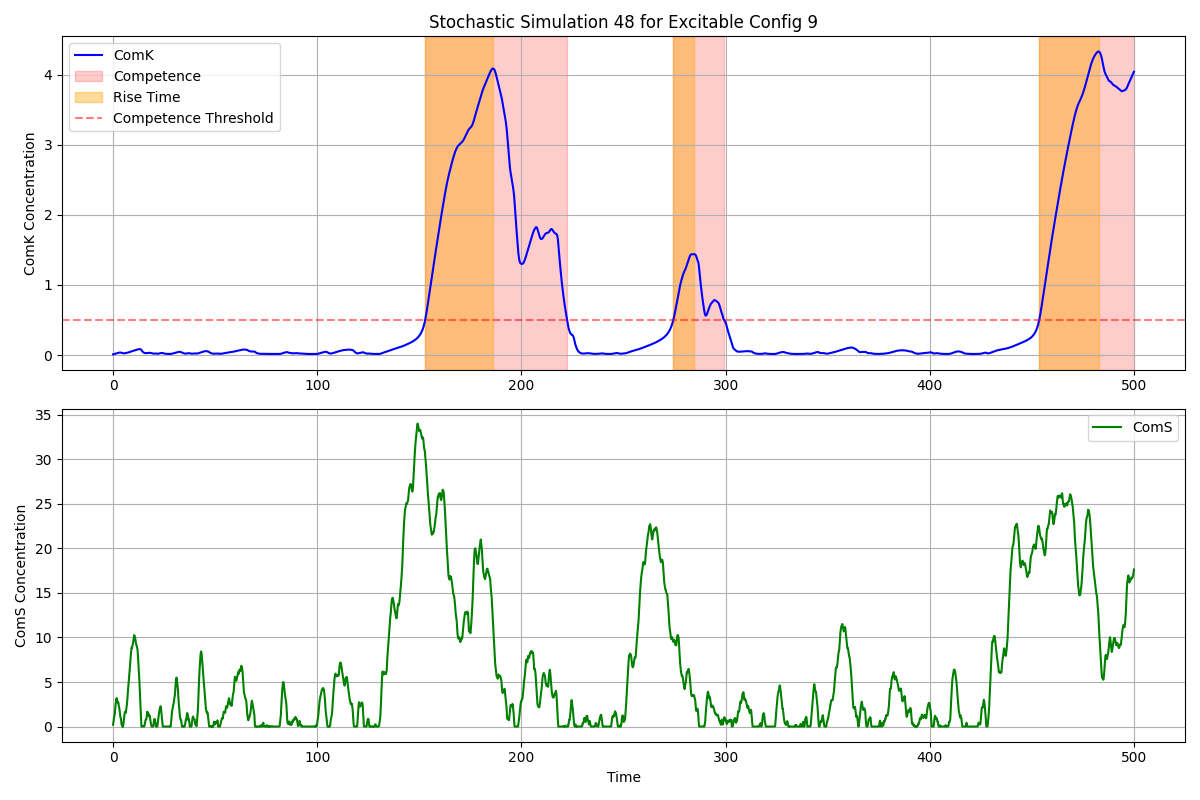 Stochastic Simulation 48 for Excitable Config 9
ComK
Competence
Rise Time
Competence Threshold
ComK Concentration
4
3
2
1
0
0 100 200 300 400 500
ComS
ComS Concentration
35
30
25
20
15
10
5
0
0 100 200 300 400 500
Time